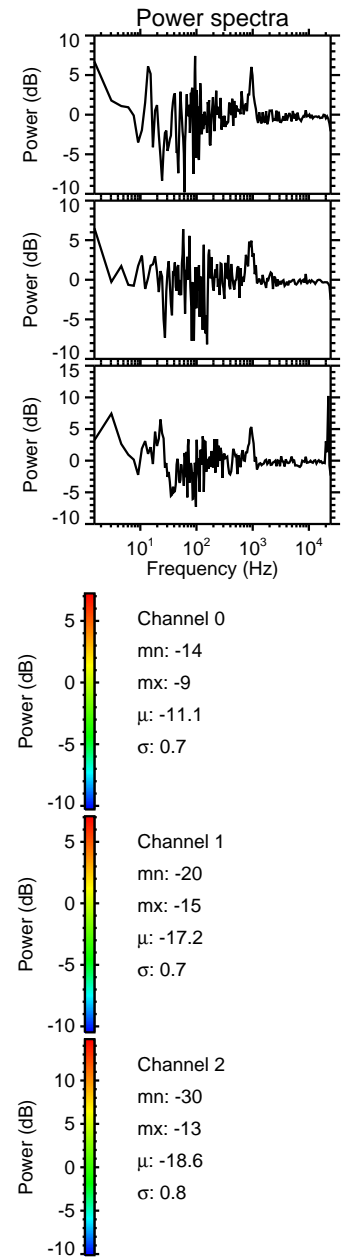 Power spectra
10
5
0
-5
-10
Power (dB)
10
5
0
-5
-10
Power (dB)
15
10
5
0
-5
-10
Power (dB)
10¹ 10² 10³ 10⁴
Frequency (Hz)
5
0
-5
-10
Power (dB)
Channel 0
mn: -14
mx: -9
μ: -11.1
σ: 0.7
5
0
-5
-10
Power (dB)
Channel 1
mn: -20
mx: -15
μ: -17.2
σ: 0.7
10
5
0
-5
-10
Power (dB)
Channel 2
mn: -30
mx: -13
μ: -18.6
σ: 0.8